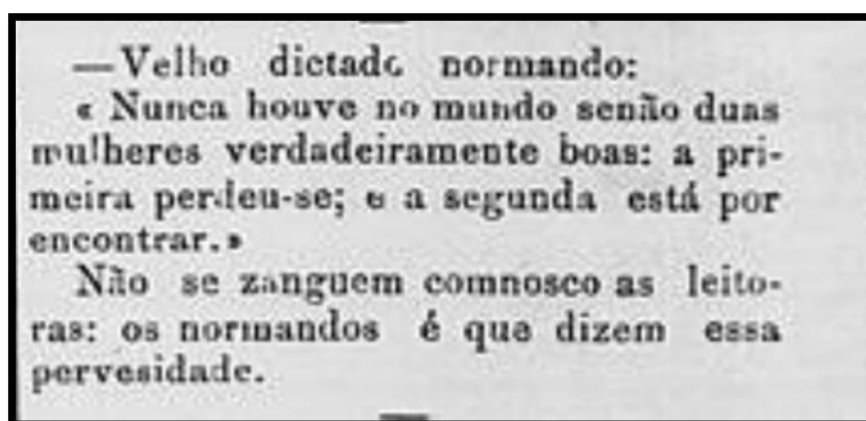 —Velho dictado normando:
« Nunca houve no mundo senão duas
mulheres verdadeiramente boas: a pri-
meira perdeu-se; e a segunda está por
encontrar.»
Não se zanguem comnosco as leito-
ras: os normandos é que dizem essa
pervesidade.